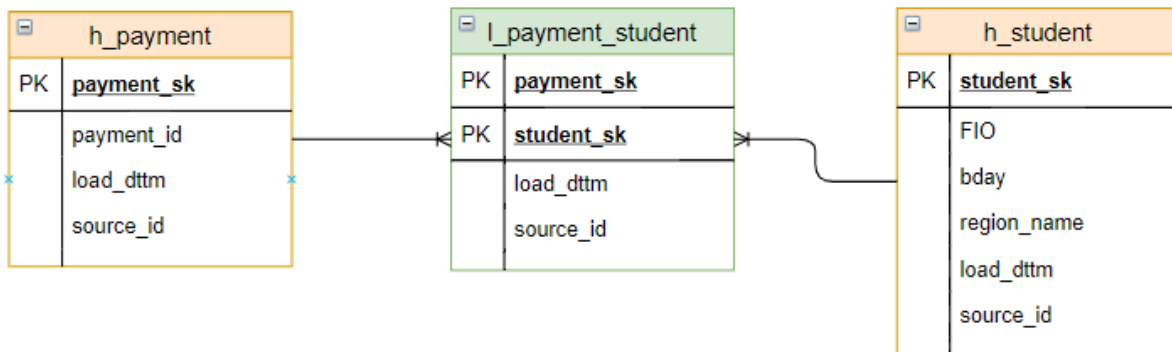 h_payment
PK payment_sk
payment_id
load_dttm
source_id
l_payment_student
PK payment_sk
PK student_sk
load_dttm
source_id
h_student
PK student_sk
FIO
bday
region_name
load_dttm
source_id